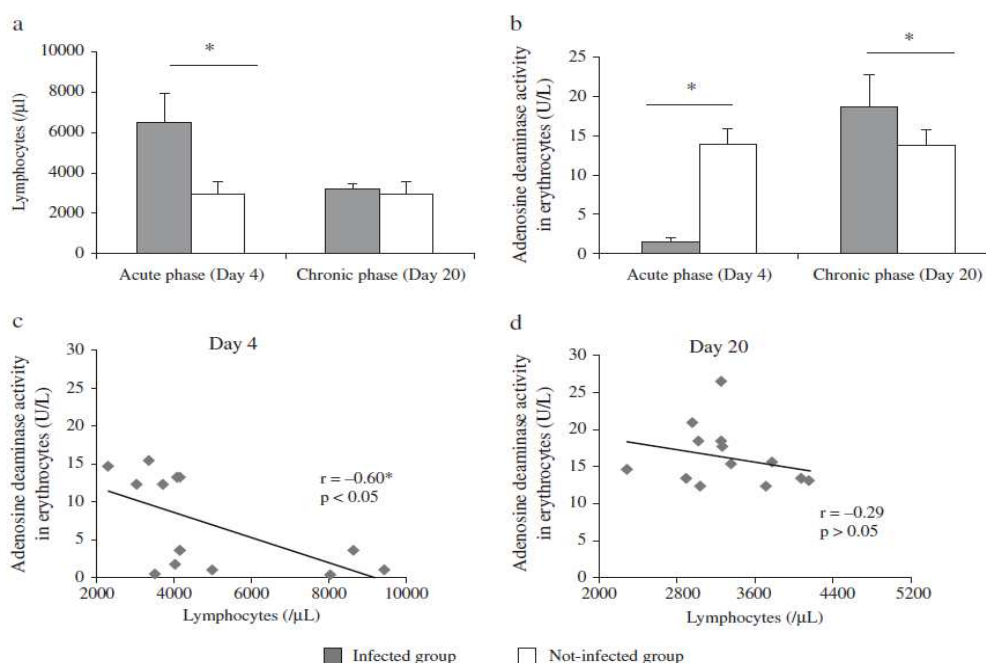 a
Lymphocytes (/µl)
10000
8000
6000
4000
2000
0
*
Acute phase (Day 4)
Chronic phase (Day 20)
b
Adenosine deaminase activity
in erythrocytes (U/L)
25
20
15
10
5
0
*
*
Acute phase (Day 4)
Chronic phase (Day 20)
c
Day 4
Adenosine deaminase activity
in erythrocytes (U/L)
30
25
20
15
10
5
0
r = –0.60*
p < 0.05
2000
4000
6000
8000
10000
Lymphocytes (/µL)
d
Day 20
Adenosine deaminase activity
in erythrocytes (U/L)
30
25
20
15
10
5
0
r = –0.29
p > 0.05
2000
2800
3600
4400
5200
Lymphocytes (/µL)
Infected group
Not-infected group